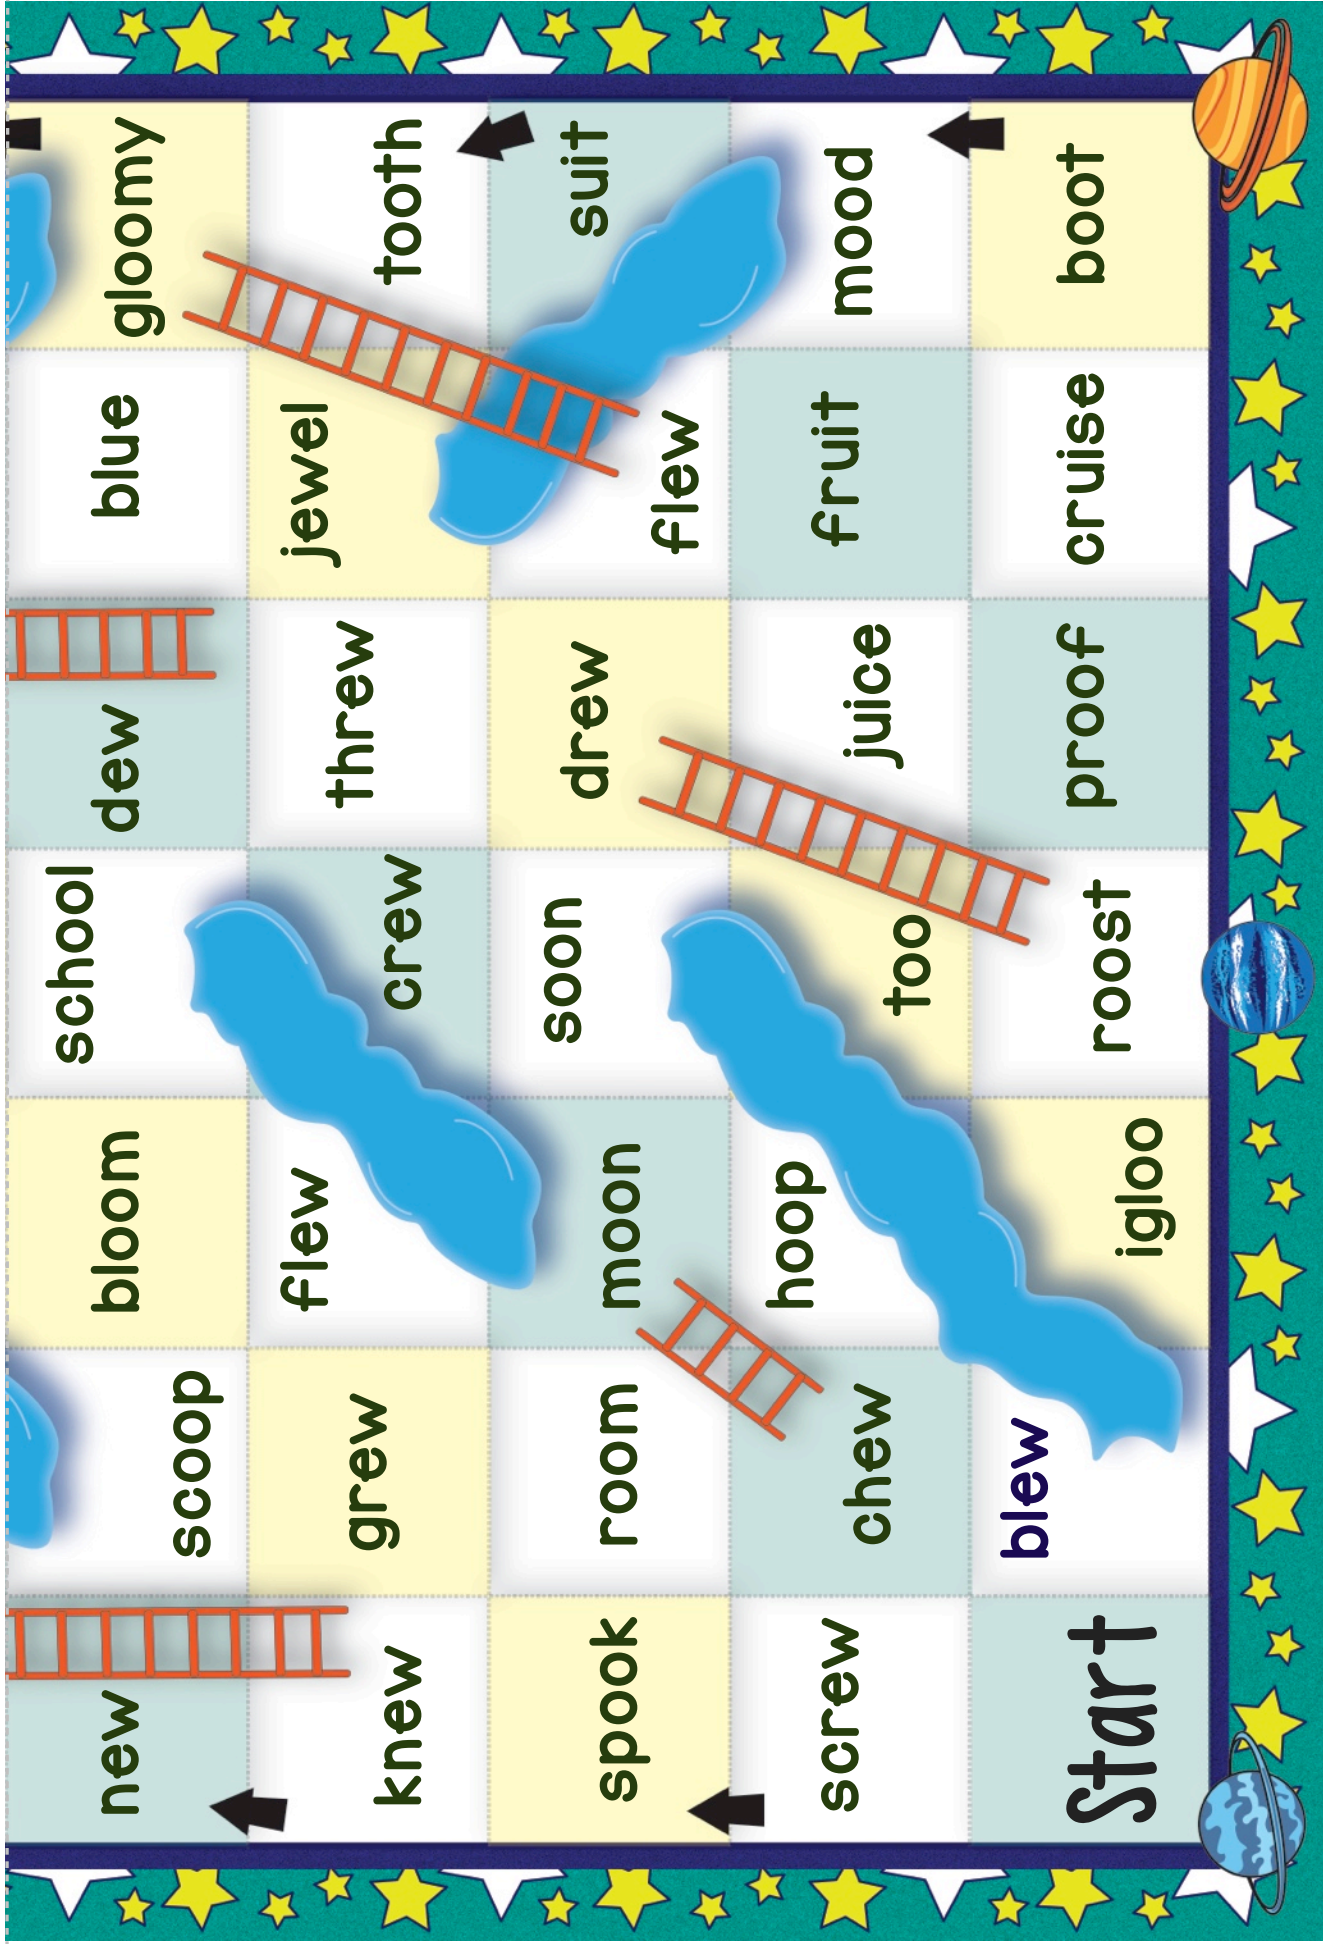 new scoop bloom school dew blue gloomy
knew grew flew crew threw jewel tooth
spook room moon soon drew flew suit
screw chew hoop too juice fruit mood
Start blew igloo roost proof cruise boot